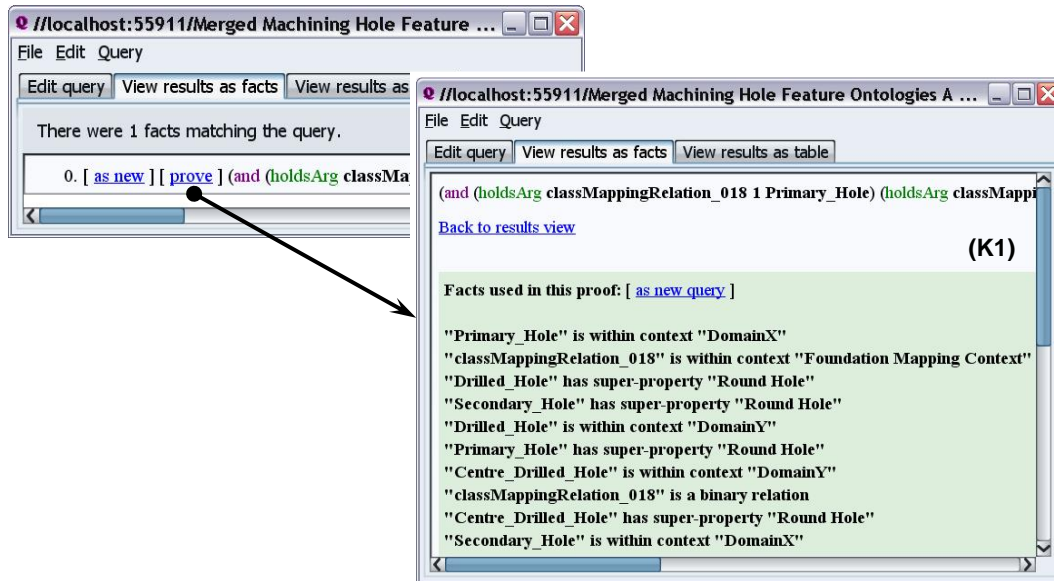 //localhost:55911/Merged Machining Hole Feature ...
File Edit Query
Edit query View results as facts View results as
There were 1 facts matching the query.
0. [ as new ] [ prove ] (and (holdsArg classMa
//localhost:55911/Merged Machining Hole Feature Ontologies A ...
File Edit Query
Edit query View results as facts View results as table
(and (holdsArg classMappingRelation_018 1 Primary_Hole) (holdsArg classMappi
Back to results view
(K1)
Facts used in this proof: [ as new query ]
"Primary_Hole" is within context "DomainX"
"classMappingRelation_018" is within context "Foundation Mapping Context"
"Drilled_Hole" has super-property "Round Hole"
"Secondary_Hole" has super-property "Round Hole"
"Drilled_Hole" is within context "DomainY"
"Primary_Hole" has super-property "Round Hole"
"Centre_Drilled_Hole" is within context "DomainY"
"classMappingRelation_018" is a binary relation
"Centre_Drilled_Hole" has super-property "Round Hole"
"Secondary_Hole" is within context "DomainX"